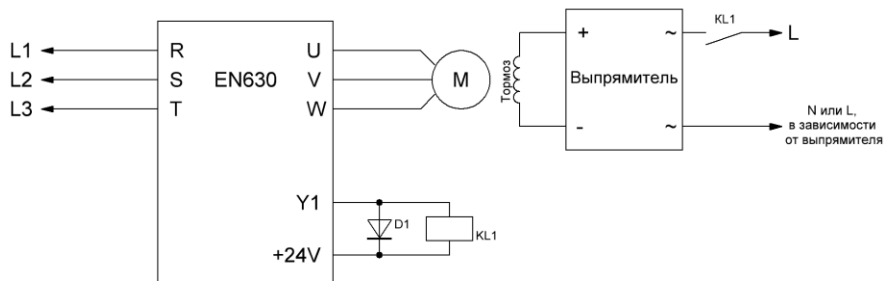 L1
R
U
L2
S
EN630
V
M
L3
T
W
Тормоз
+
~
KL1
L
Выпрямитель
-
~
N или L,
в зависимости
от выпрямителя
Y1
D1
KL1
+24V